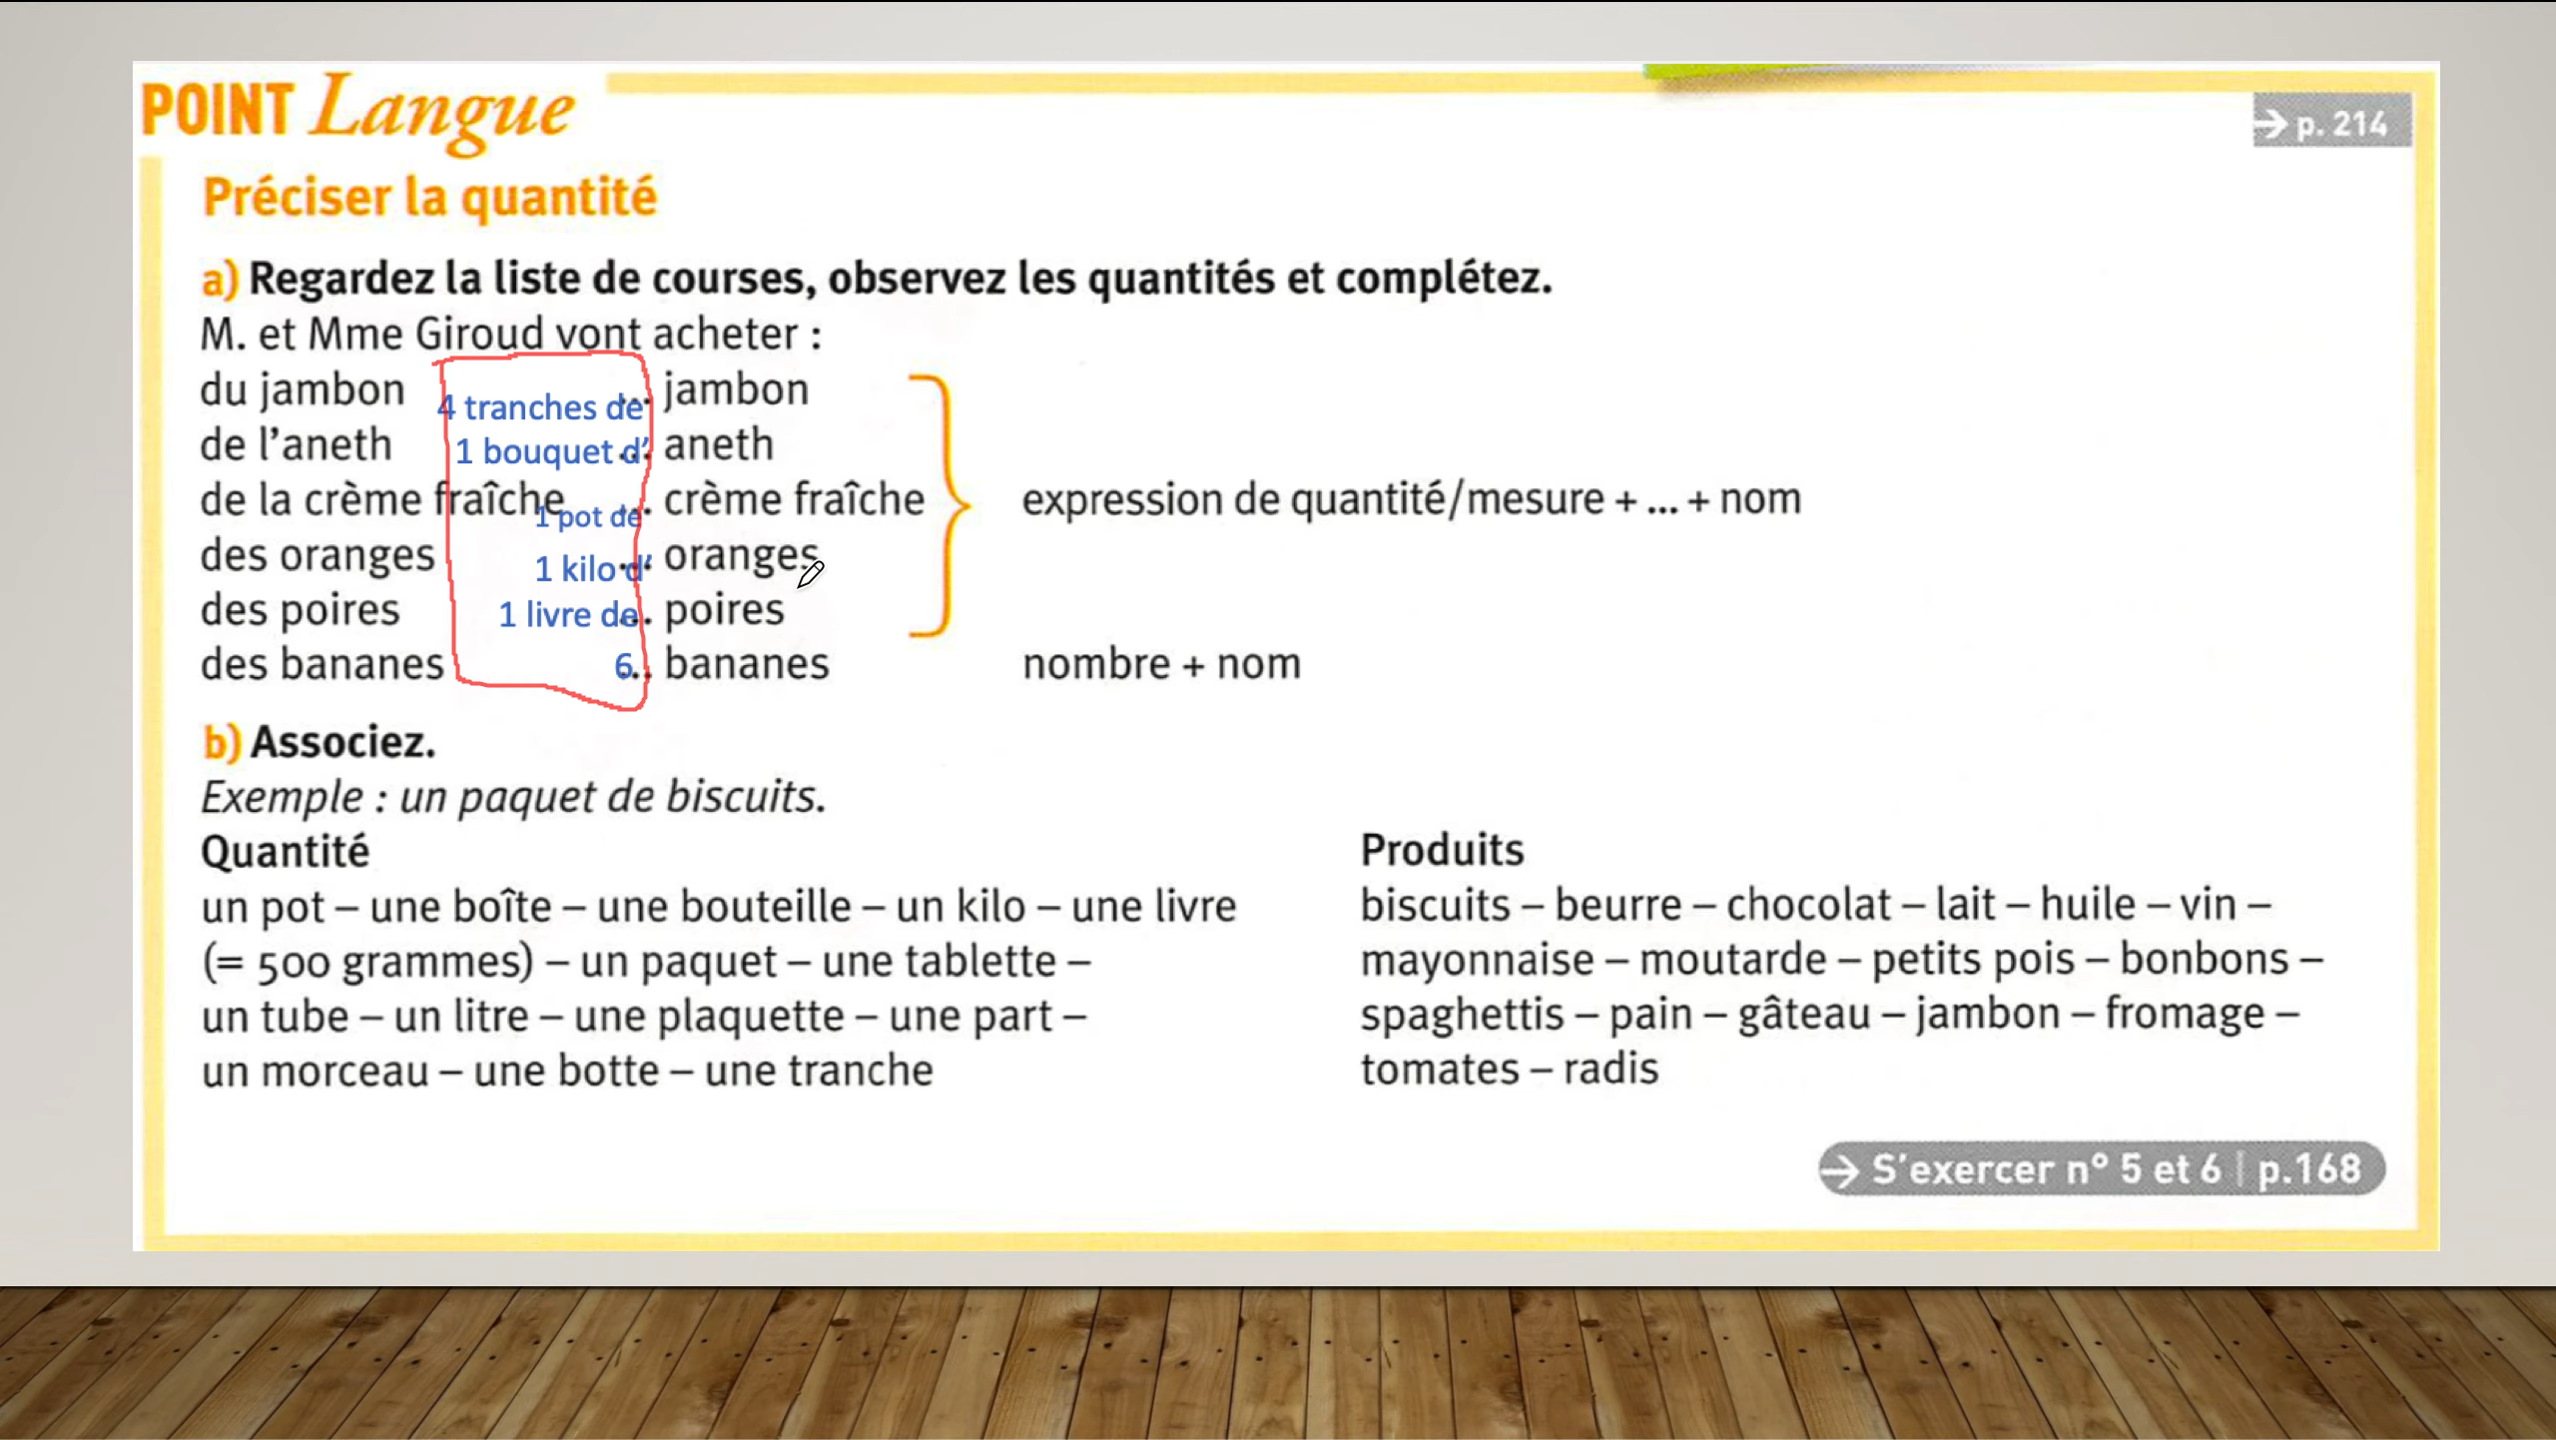 POINT Langue
→ p. 214
Préciser la quantité
a) Regardez la liste de courses, observez les quantités et complétez.
M. et Mme Giroud vont acheter :
du jambon 4 tranches de ... jambon
de l’aneth 1 bouquet d’ ... aneth
de la crème fraîche 1 pot de ... crème fraîche expression de quantité/mesure + ... + nom
des oranges 1 kilo d’ ... oranges
des poires 1 livre de ... poires
des bananes 6 ... bananes nombre + nom
b) Associez.
Exemple : un paquet de biscuits.
Quantité
un pot – une boîte – une bouteille – un kilo – une livre
(= 500 grammes) – un paquet – une tablette –
un tube – un litre – une plaquette – une part –
un morceau – une botte – une tranche
Produits
biscuits – beurre – chocolat – lait – huile – vin –
mayonnaise – moutarde – petits pois – bonbons –
spaghettis – pain – gâteau – jambon – fromage –
tomates – radis
→ S’exercer n° 5 et 6 | p.168